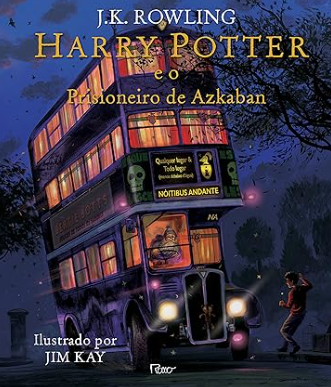 J.K. ROWLING
HARRY POTTER
e o
Prisioneiro de Azkaban
Qualquer lugar &
Todo lugar
NÔITIBUS ANDANTE
Ilustrado por
JIM KAY
Rocco